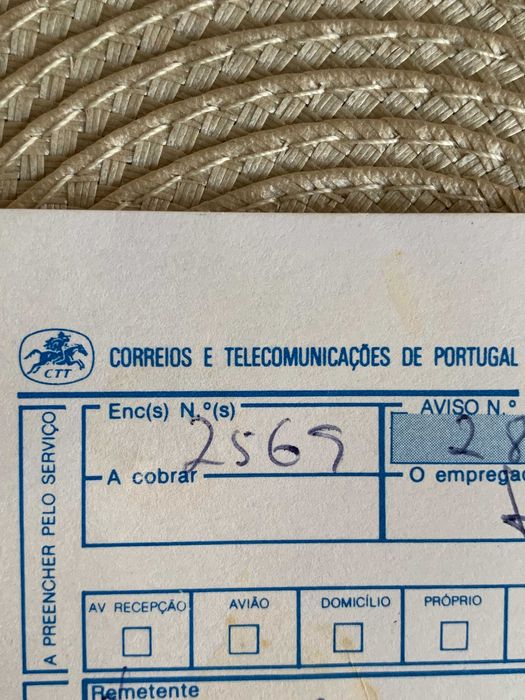 CTT
CORREIOS E TELECOMUNICAÇÕES DE PORTUGAL
A PREENCHER PELO SERVIÇO
Enc(s) N.º(s)
AVISO N.º
2569
28
A cobrar
O empregad
AV RECEPÇÃO
AVIÃO
DOMICÍLIO
PRÓPRIO
Remetente